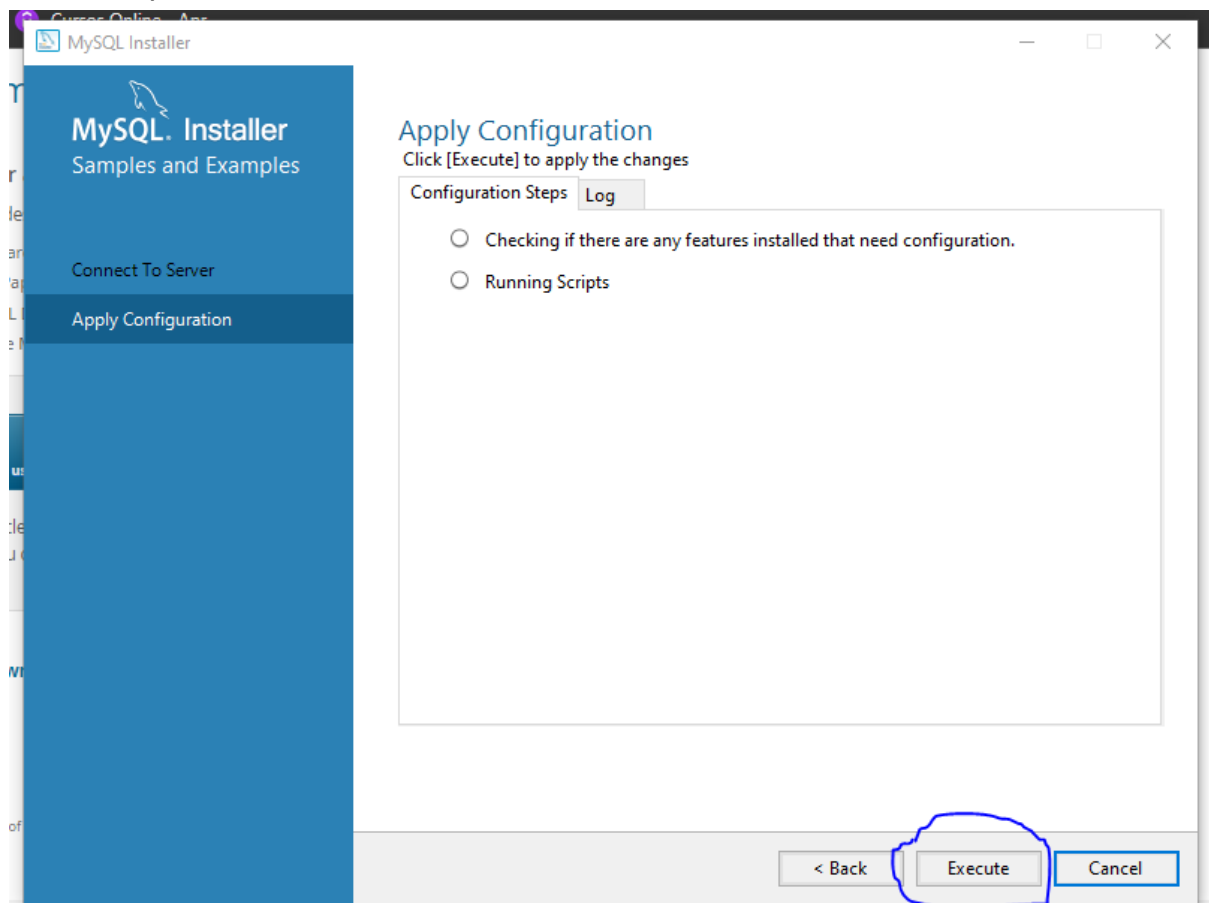 MySQL Installer
MySQL. Installer
Samples and Examples
Connect To Server
Apply Configuration
Apply Configuration
Click [Execute] to apply the changes
Configuration Steps
Log
Checking if there are any features installed that need configuration.
Running Scripts
< Back
Execute
Cancel